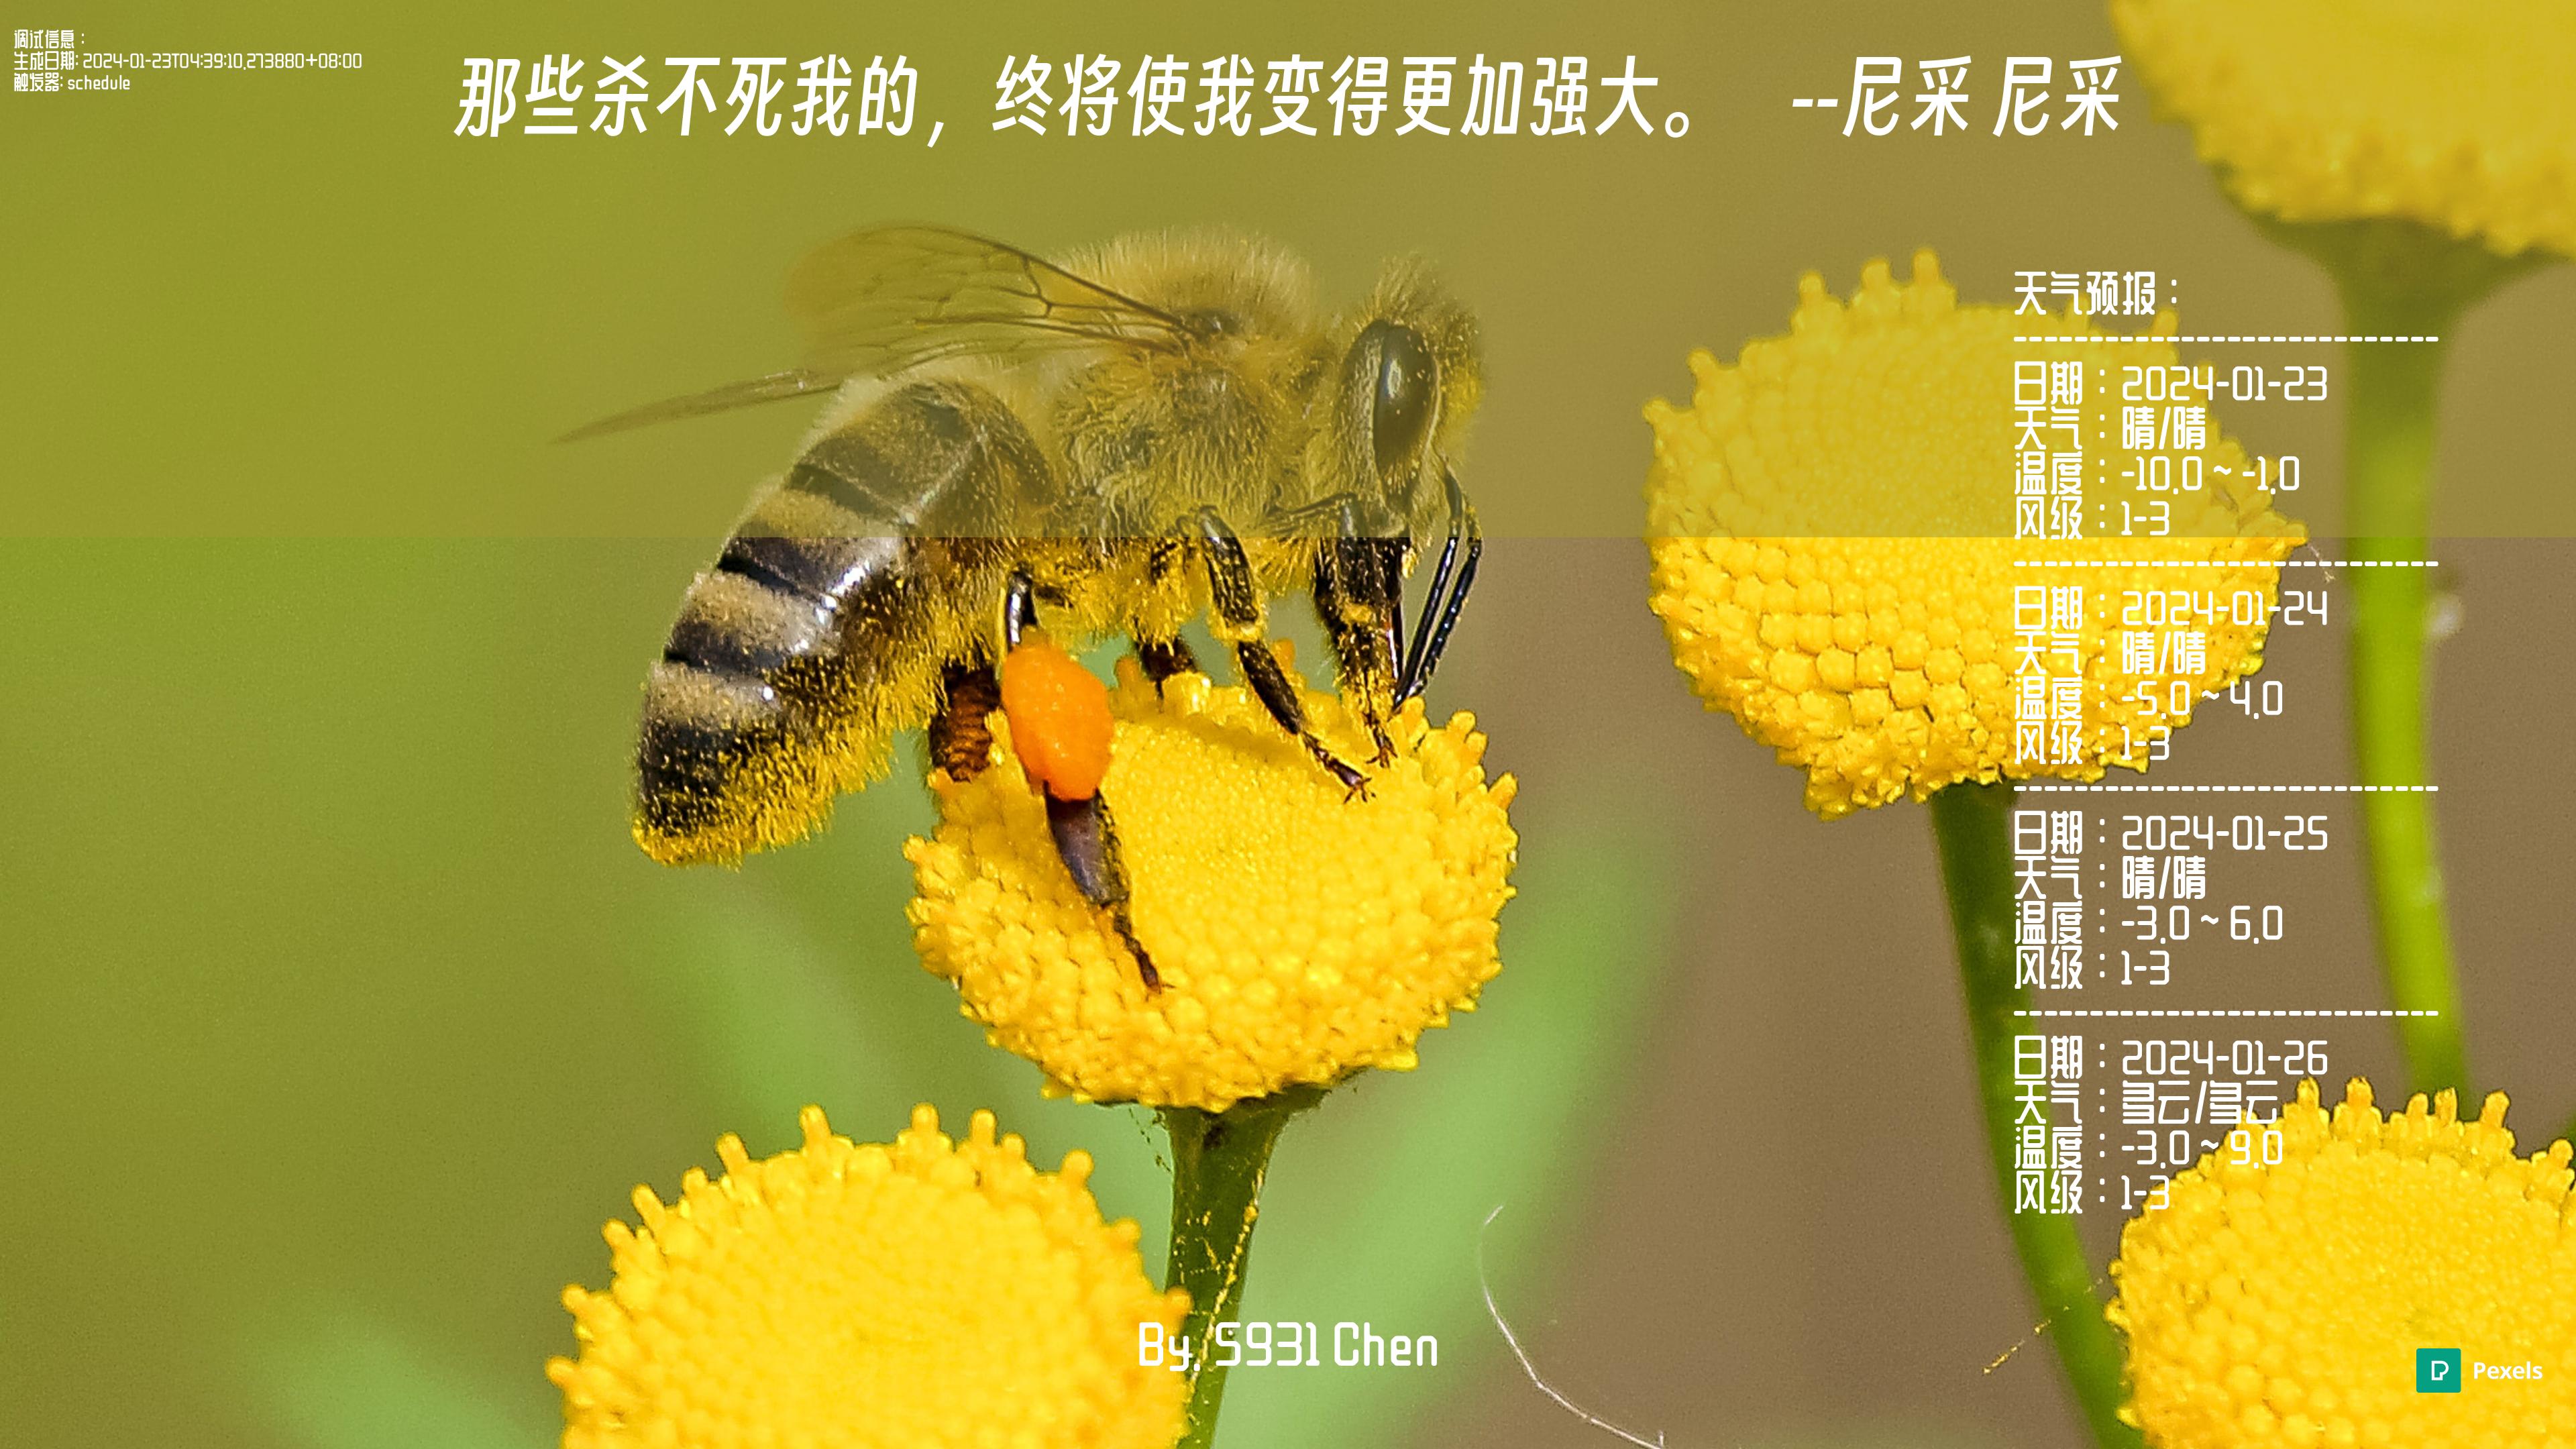 调试信息：
生成日期: 2024-01-23T04:39:10.273880+08:00
触发器: schedule
那些杀不死我的，终将使我变得更加强大。 --尼采 尼采
天气预报：
----------------------------
日期：2024-01-23
天气：晴/晴
温度：-10.0 ~ -1.0
风级：1-3
----------------------------
日期：2024-01-24
天气：晴/晴
温度：-5.0 ~ 4.0
风级：1-3
----------------------------
日期：2024-01-25
天气：晴/晴
温度：-3.0 ~ 6.0
风级：1-3
----------------------------
日期：2024-01-26
天气：多云/多云
温度：-3.0 ~ 9.0
风级：1-3
By. S931 Chen
Pexels